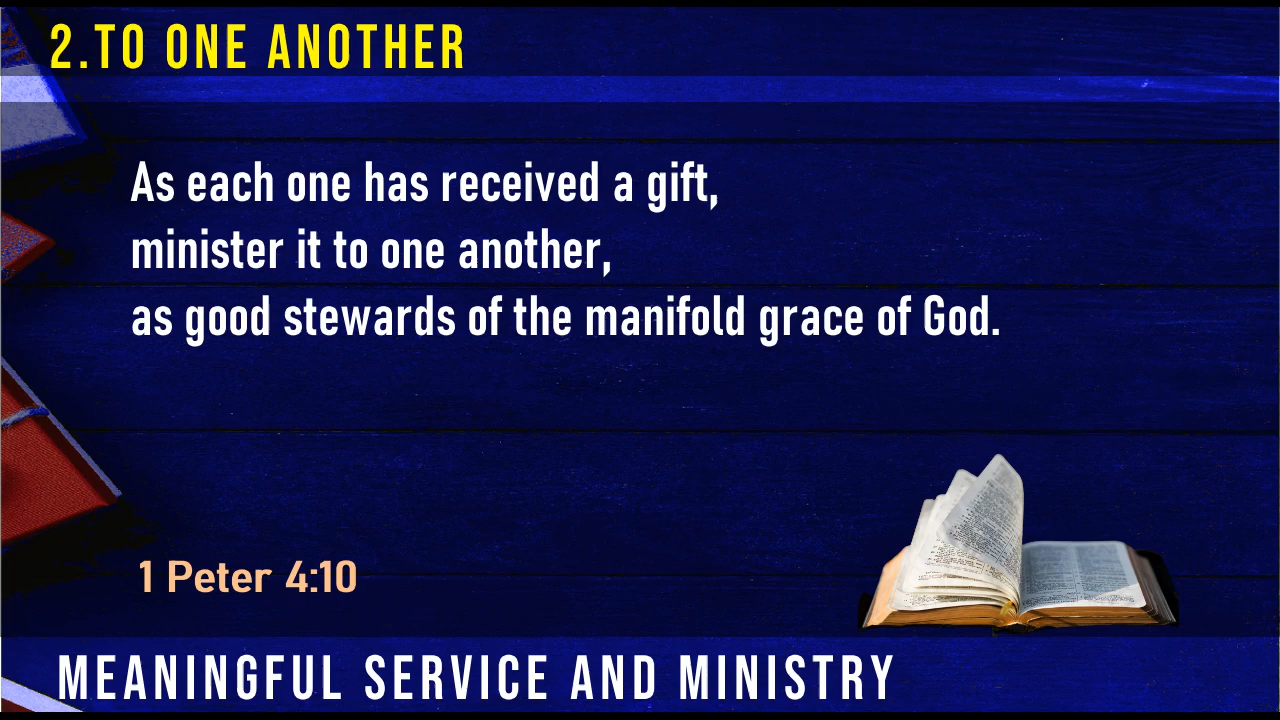 2.TO ONE ANOTHER
As each one has received a gift,
minister it to one another,
as good stewards of the manifold grace of God.
1 Peter 4:10
MEANINGFUL SERVICE AND MINISTRY